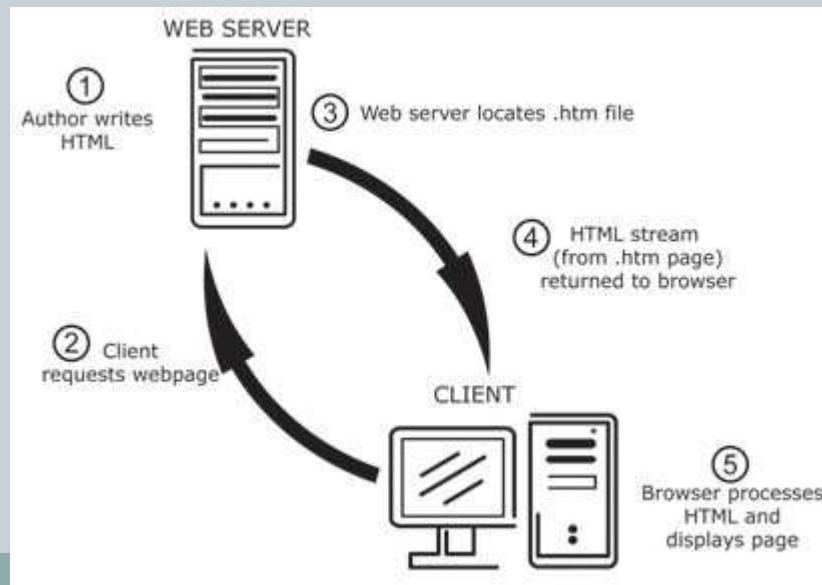 WEB SERVER
1
Author writes
HTML
3 Web server locates .htm file
4 HTML stream
(from .htm page)
returned to browser
2 Client
requests webpage
CLIENT
5
Browser processes
HTML and
displays page